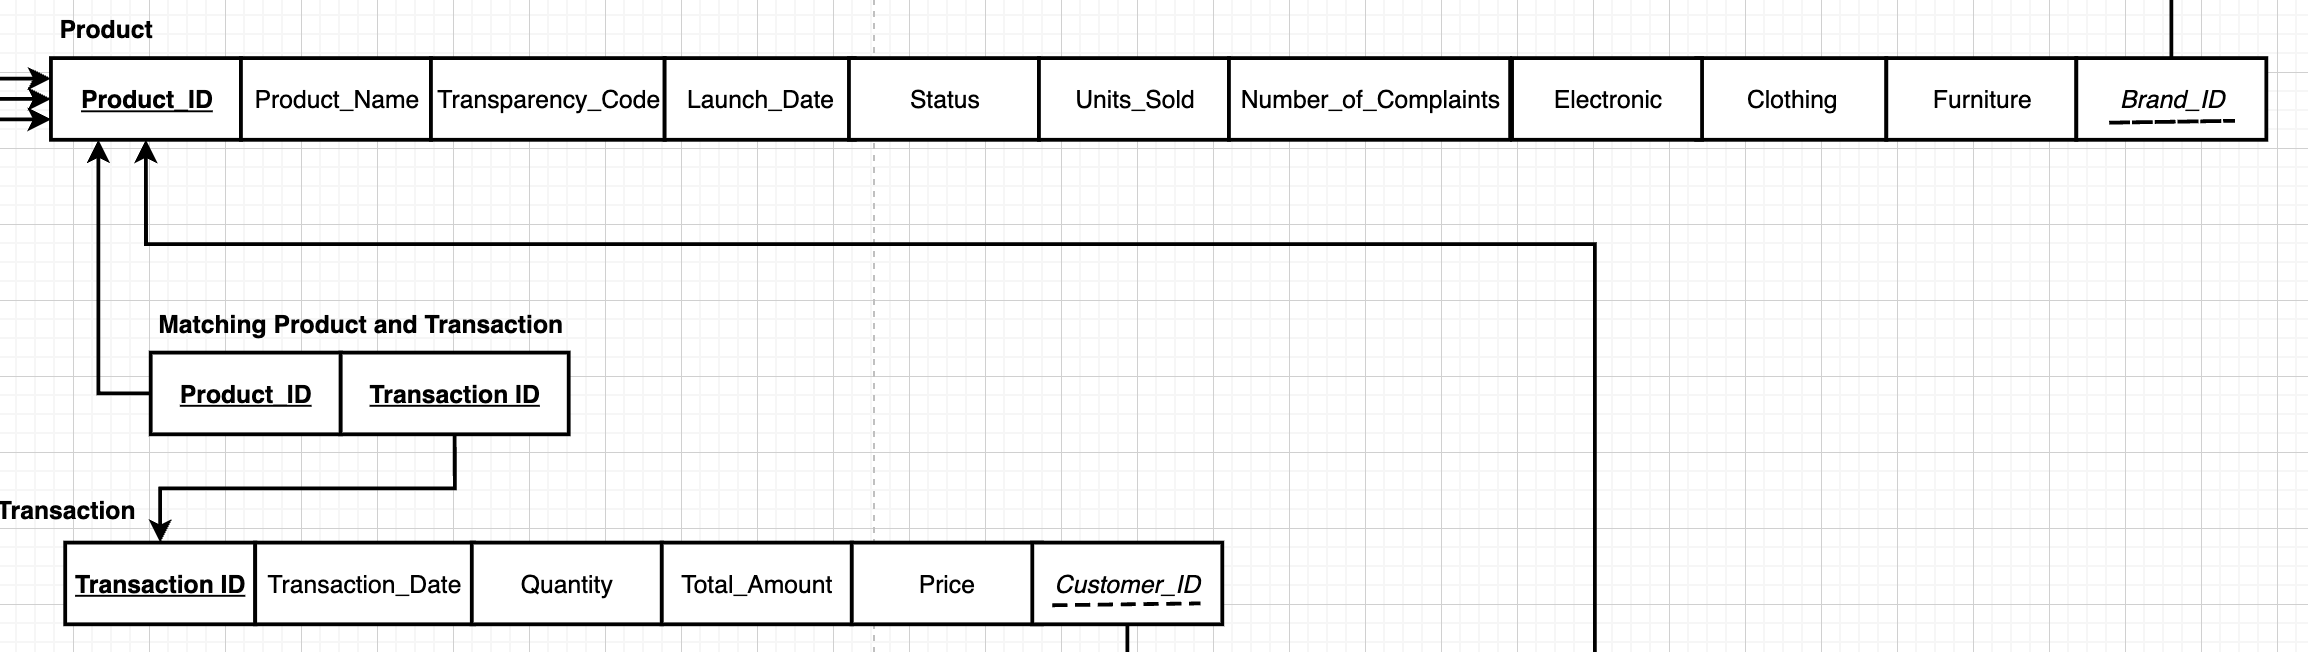 Product
Product_ID Product_Name Transparency_Code Launch_Date Status Units_Sold Number_of_Complaints Electronic Clothing Furniture Brand_ID
Matching Product and Transaction
Product_ID Transaction ID
Transaction
Transaction ID Transaction_Date Quantity Total_Amount Price Customer_ID